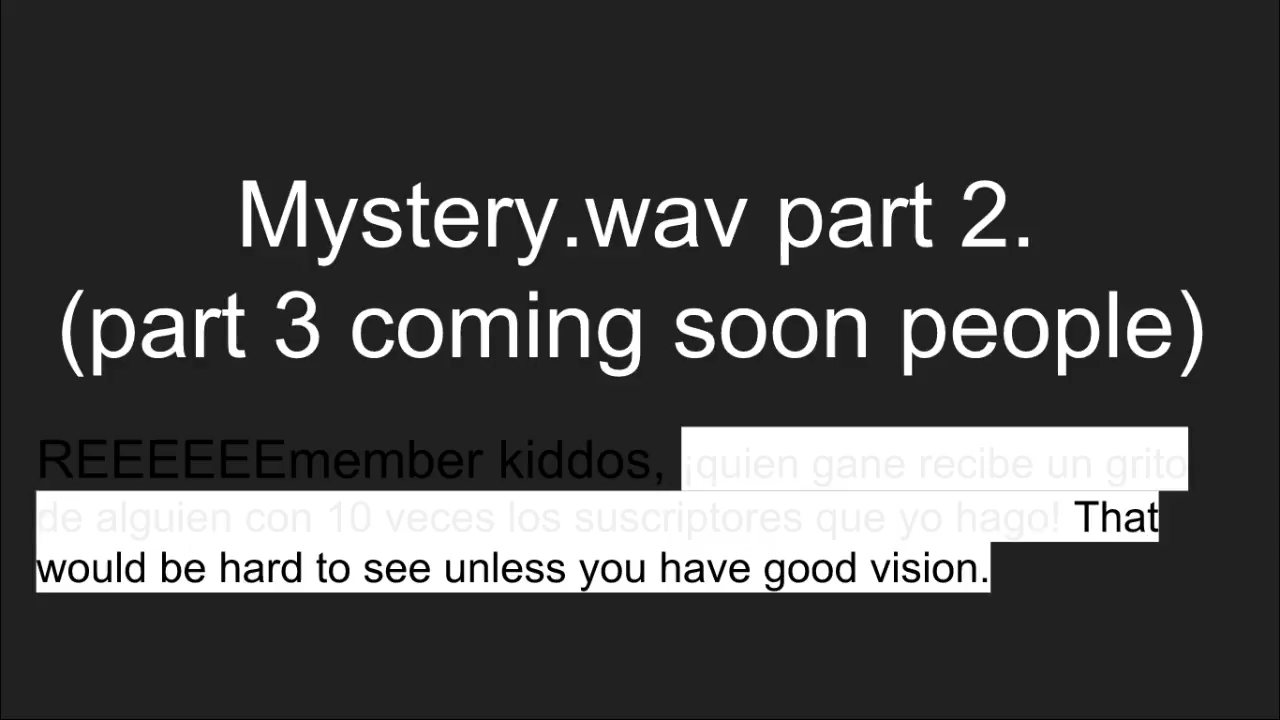 Mystery.wav part 2.
(part 3 coming soon people)
REEEEEEmember kiddos, ¡quien gane recibe un grito
de alguien con 10 veces los suscriptores que yo hago! That
would be hard to see unless you have good vision.